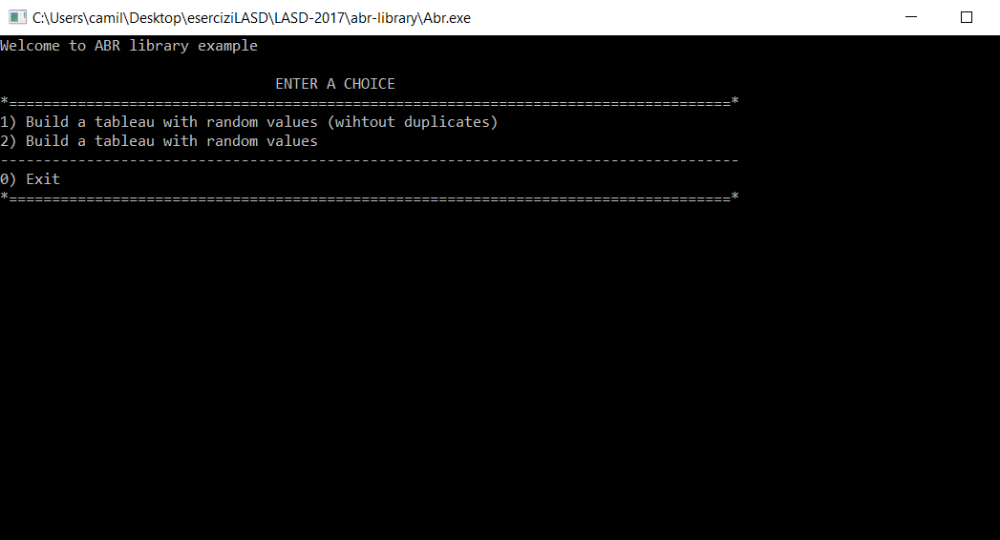 C:\Users\camil\Desktop\eserciziLASD\LASD-2017\abr-library\Abr.exe
Welcome to ABR library example
ENTER A CHOICE
*====================================================================================*
1) Build a tableau with random values (wihtout duplicates)
2) Build a tableau with random values
--------------------------------------------------------------------------------------
0) Exit
*====================================================================================*